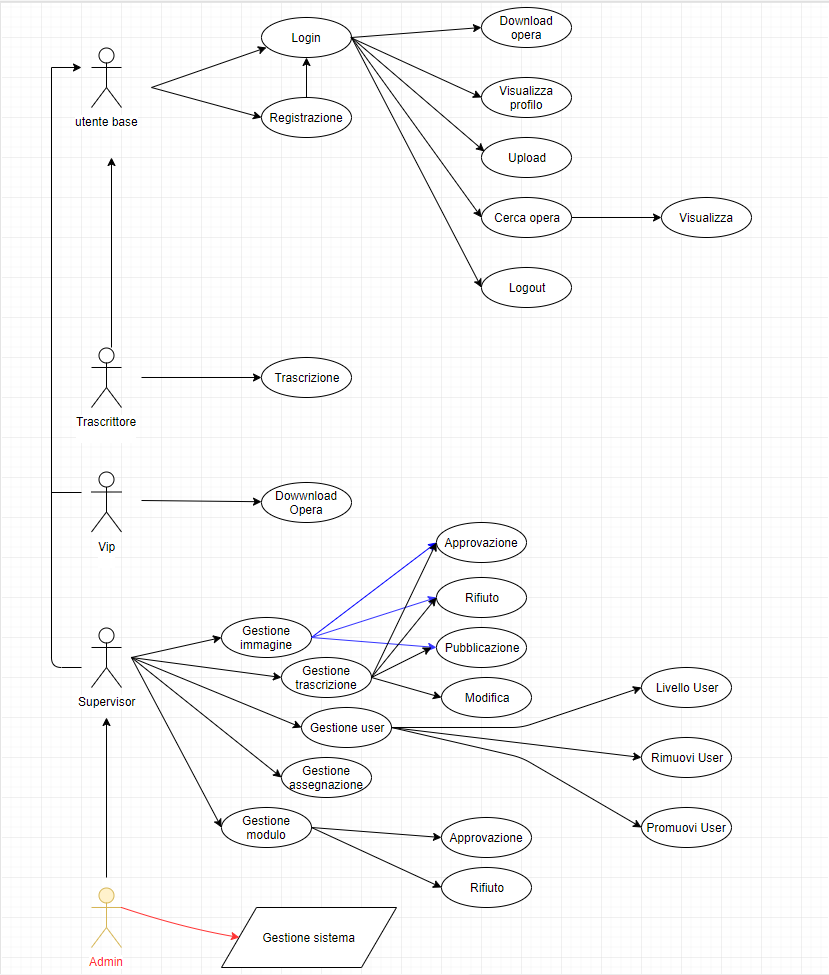 Login
Download
opera
utente base
Registrazione
Visualizza
profilo
Upload
Cerca opera
Visualizza
Logout
Trascrittore
Trascrizione
Vip
Dowwnload
Opera
Supervisor
Gestione
immagine
Gestione
trascrizione
Gestione user
Gestione
assegnazione
Gestione
modulo
Approvazione
Rifiuto
Pubblicazione
Modifica
Livello User
Rimuovi User
Promuovi User
Approvazione
Rifiuto
Admin
Gestione sistema